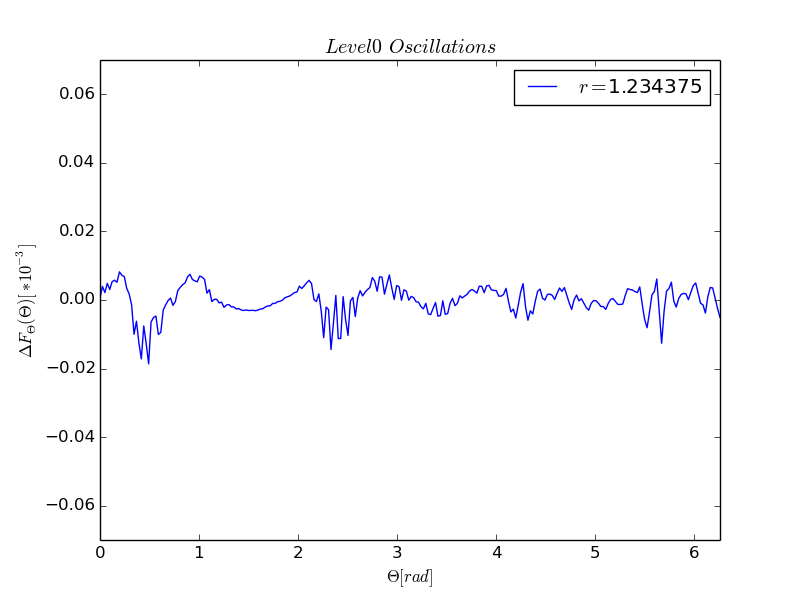 Level0 Oscillations
r=1.234375
ΔF_Θ(Θ)[*10^{-3}]
0.06
0.04
0.02
0.00
−0.02
−0.04
−0.06
0 1 2 3 4 5 6
Θ[rad]